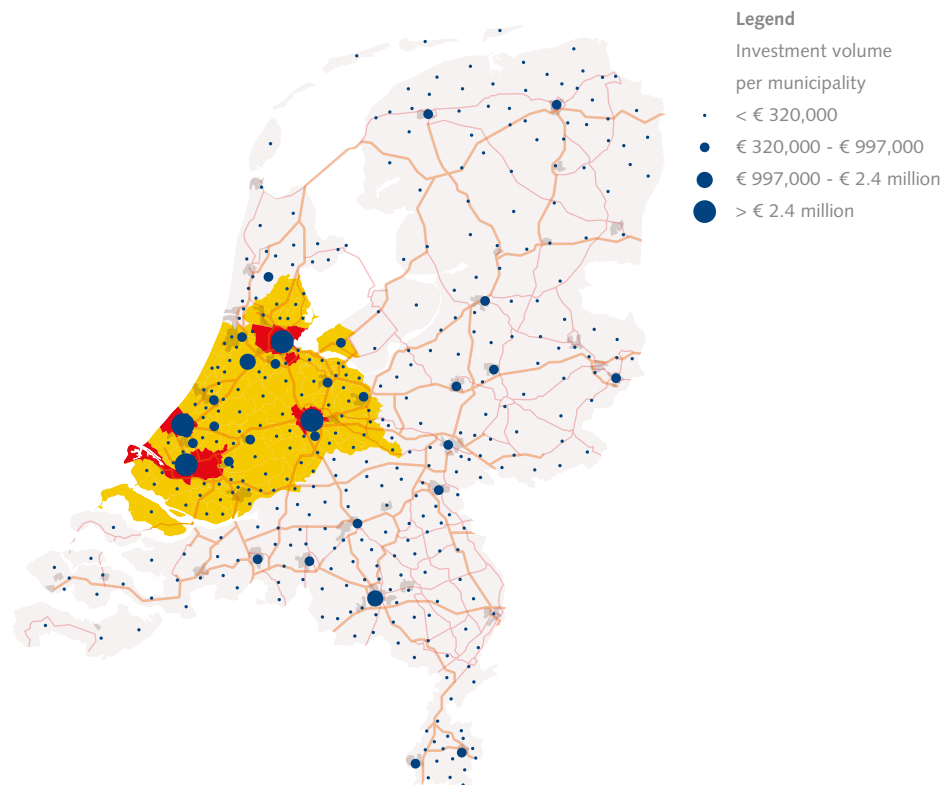 Legend
Investment volume
per municipality
< € 320,000
€ 320,000 - € 997,000
€ 997,000 - € 2.4 million
> € 2.4 million